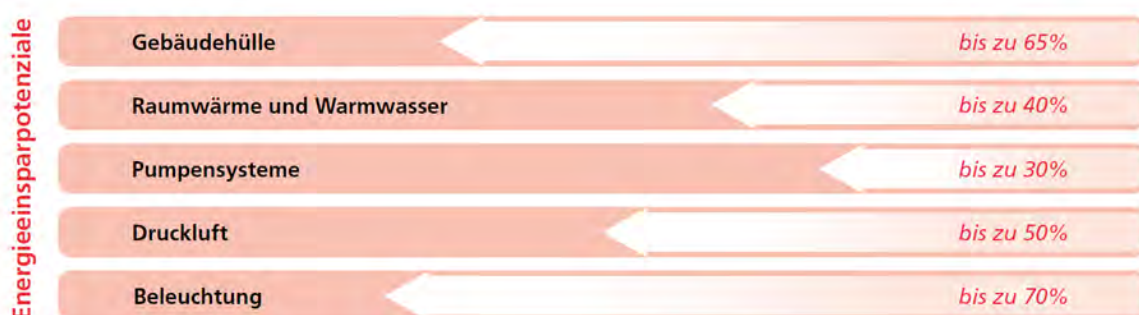 Energieeinsparpotenziale
Gebäudehülle bis zu 65%
Raumwärme und Warmwasser bis zu 40%
Pumpensysteme bis zu 30%
Druckluft bis zu 50%
Beleuchtung bis zu 70%